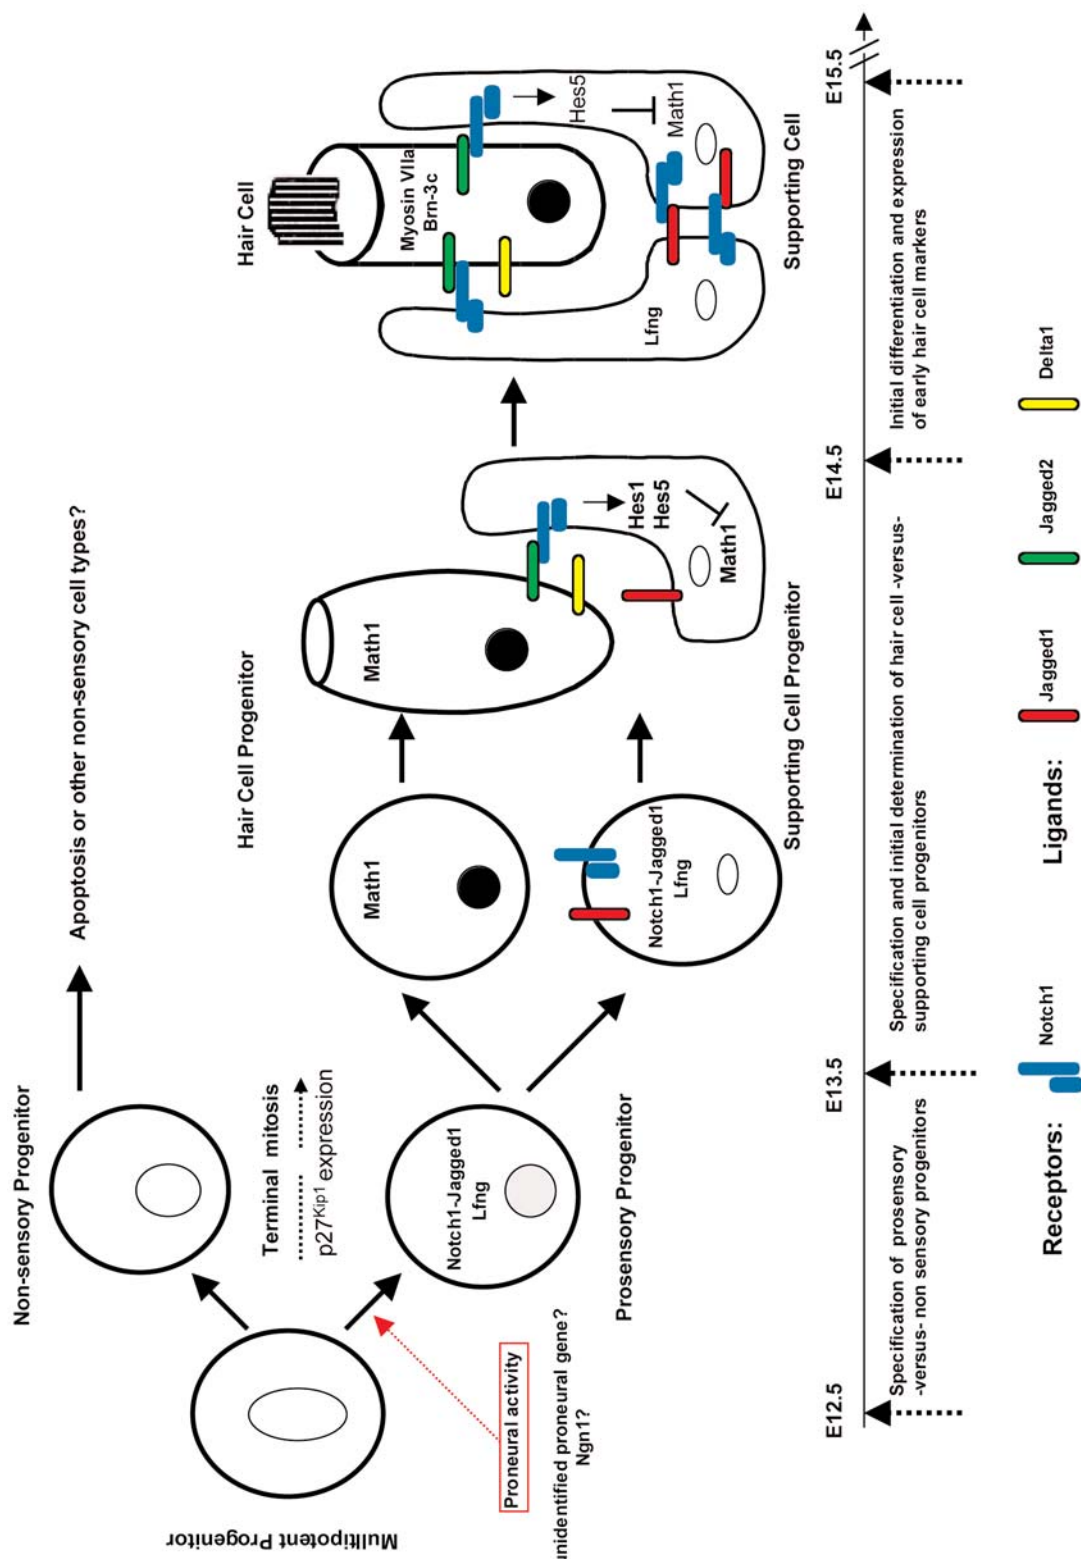 Multipotent Progenitor
Non-sensory Progenitor
Apoptosis or other non-sensory cell types?
Terminal mitosis
p27Kip1 expression
Proneural activity
unidentified proneural gene?
Ngn1?
Notch1-Jagged1
Lfng
Prosensory Progenitor
Hair Cell Progenitor
Math1
Math1
Notch1-Jagged1
Lfng
Supporting Cell Progenitor
Hes1
Hes5
Math1
Hair Cell
Myosin VIIa
Brn-3c
Hes5
Math1
Lfng
Supporting Cell
E12.5
E13.5
E14.5
E15.5
Specification of prosensory
-versus- non sensory progenitors
Specification and initial determination of hair cell -versus-
supporting cell progenitors
Initial differentiation and expression
of early hair cell markers
Receptors:
Notch1
Ligands:
Jagged1
Jagged2
Delta1